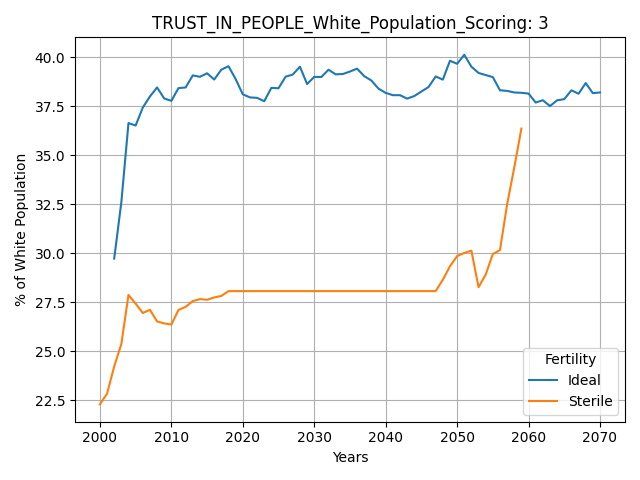 TRUST_IN_PEOPLE_White_Population_Scoring: 3
% of White Population
40.0
37.5
35.0
32.5
30.0
27.5
25.0
22.5
Fertility
Ideal
Sterile
2000 2010 2020 2030 2040 2050 2060 2070
Years